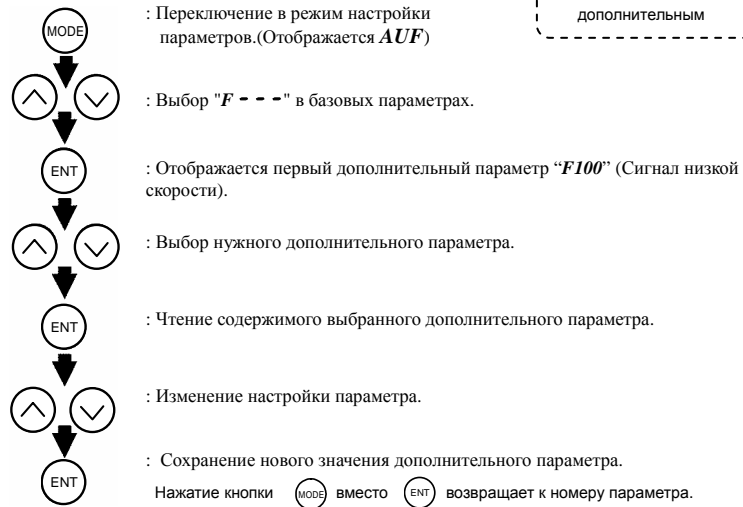 MODE : Переключение в режим настройки
параметров.(Отображается AUF)
дополнительным
: Выбор "F - - -" в базовых параметрах.
ENT : Отображается первый дополнительный параметр “F100” (Сигнал низкой
скорости).
: Выбор нужного дополнительного параметра.
ENT : Чтение содержимого выбранного дополнительного параметра.
: Изменение настройки параметра.
ENT : Сохранение нового значения дополнительного параметра.
Нажатие кнопки MODE вместо ENT возвращает к номеру параметра.